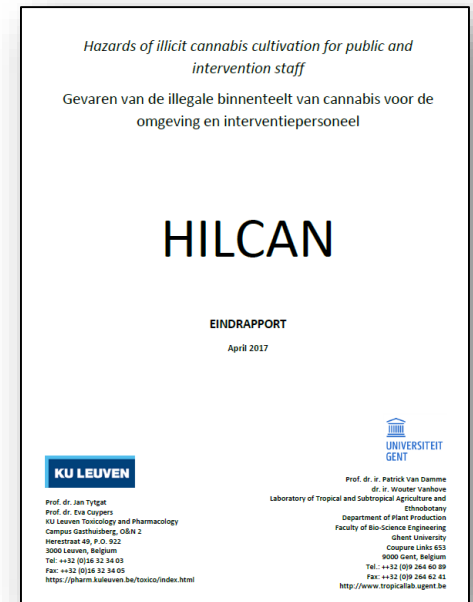 Hazards of illicit cannabis cultivation for public and
intervention staff
Gevaren van de illegale binnenteelt van cannabis voor de
omgeving en interventiepersoneel
HILCAN
EINDRAPPORT
April 2017
KU LEUVEN
Prof. dr. Jan Tytgat
Prof. dr. Eva Cuypers
KU Leuven Toxicology and Pharmacology
Campus Gasthuisberg, O&N 2
Herestraat 49, P.O. 922
3000 Leuven, Belgium
Tel: ++32 (0)16 32 34 03
Fax: ++32 (0)16 32 34 05
https://pharm.kuleuven.be/toxico/index.html
UNIVERSITEIT
GENT
Prof. dr. ir. Patrick Van Damme
dr. ir. Wouter Vanhove
Laboratory of Tropical and Subtropical Agriculture and
Ethnobotany
Department of Plant Production
Faculty of Bio-Science Engineering
Ghent University
Coupure Links 653
9000 Gent, Belgium
Tel.: ++32 (0)9 264 60 89
Fax: ++32 (0)9 264 62 41
http://www.tropicallab.ugent.be